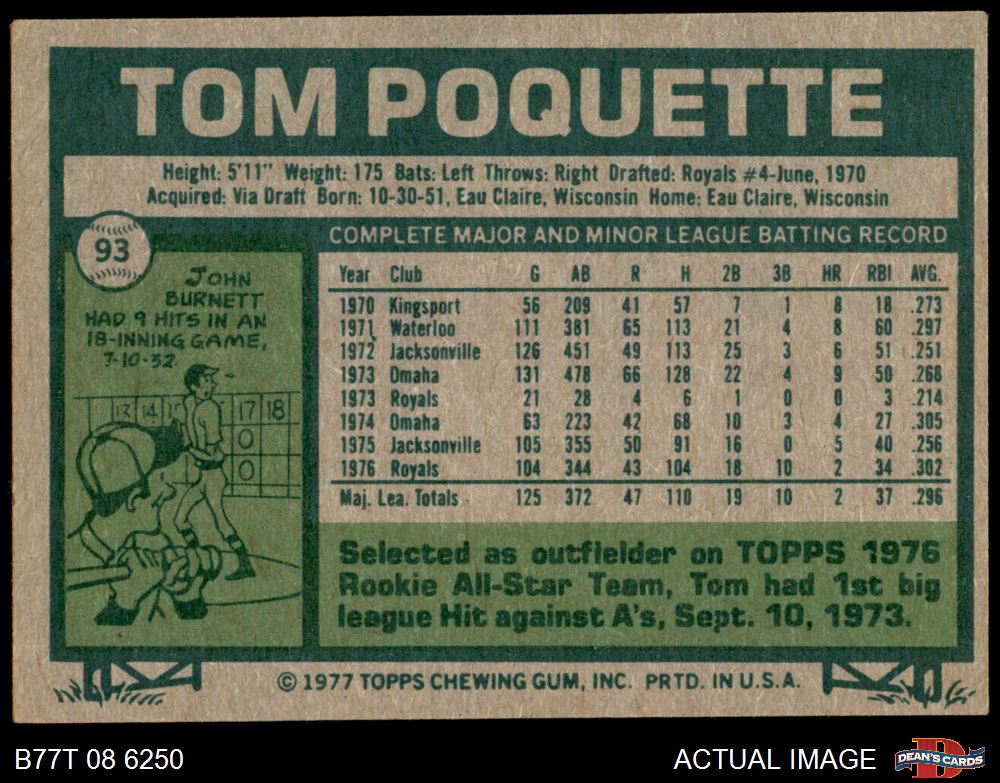 TOM POQUETTE
Height: 5'11" Weight: 175 Bats: Left Throws: Right Drafted: Royals #4-June, 1970
Acquired: Via Draft Born: 10-30-51, Eau Claire, Wisconsin Home: Eau Claire, Wisconsin
93
JOHN
BURNETT
HAD 9 HITS IN AN
18-INNING GAME,
7-10-32.
13 14 17 18
0
0
COMPLETE MAJOR AND MINOR LEAGUE BATTING RECORD
Year Club G AB R H 2B 3B HR RBI AVG.
1970 Kingsport 56 209 41 57 7 1 8 18 .273
1971 Waterloo 111 381 65 113 21 4 8 60 .297
1972 Jacksonville 126 451 49 113 25 3 6 51 .251
1973 Omaha 131 478 66 128 22 4 9 50 .268
1973 Royals 21 28 4 6 1 0 0 3 .214
1974 Omaha 63 223 42 68 10 3 4 27 .305
1975 Jacksonville 105 355 50 91 16 0 5 40 .256
1976 Royals 104 344 43 104 18 10 2 34 .302
Maj. Lea. Totals 125 372 47 110 19 10 2 37 .296
Selected as outfielder on TOPPS 1976
Rookie All-Star Team, Tom had 1st big
league Hit against A's, Sept. 10, 1973.
© 1977 TOPPS CHEWING GUM, INC. PRTD. IN U.S.A.
B77T 08 6250
ACTUAL IMAGE
D
DEAN'S CARDS